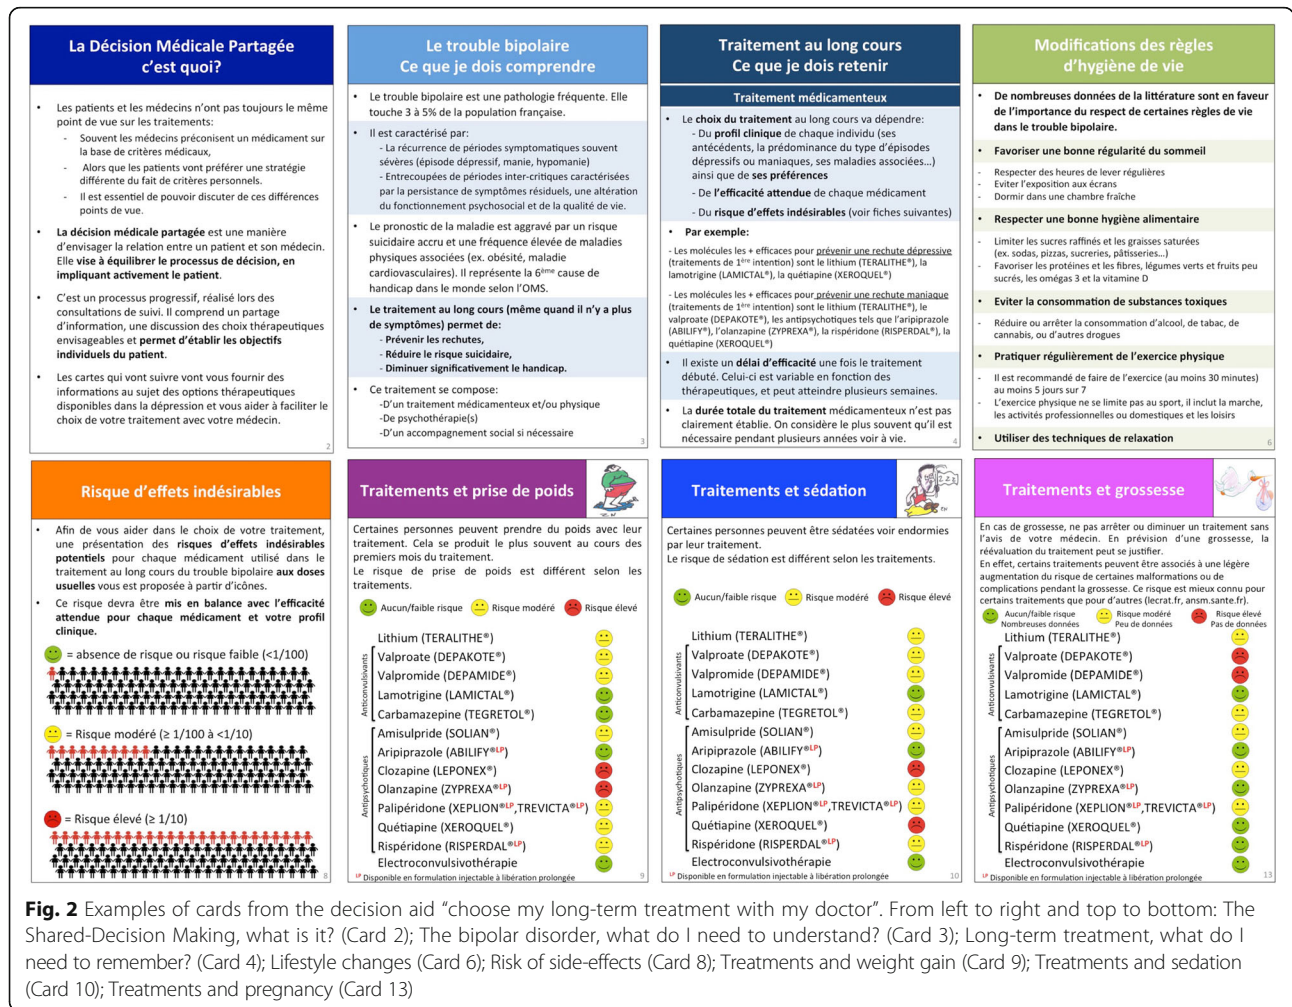 La Décision Médicale Partagée
c'est quoi?
• Les patients et les médecins n'ont pas toujours le même
point de vue sur les traitements:
- Souvent les médecins préconisent un médicament sur
la base de critères médicaux,
- Alors que les patients vont préférer une stratégie
différente du fait de critères personnels.
- Il est essentiel de pouvoir discuter de ces différences
points de vue.
• La décision médicale partagée est une manière
d'envisager la relation entre un patient et son médecin.
Elle vise à équilibrer le processus de décision, en
impliquant activement le patient.
• C'est un processus progressif, réalisé lors des
consultations de suivi. Il comprend un partage
d'information, une discussion des choix thérapeutiques
envisageables et permet d'établir les objectifs
individuels du patient.
• Les cartes qui vont suivre vont vous fournir des
informations au sujet des options thérapeutiques
disponibles dans la dépression et vous aider à faciliter le
choix de votre traitement avec votre médecin.
2
Le trouble bipolaire
Ce que je dois comprendre
• Le trouble bipolaire est une pathologie fréquente. Elle
touche 3 à 5% de la population française.
• Il est caractérisé par:
- La récurrence de périodes symptomatiques souvent
sévères (épisode dépressif, manie, hypomanie)
- Entrecoupées de périodes inter-critiques caractérisées
par la persistance de symptômes résiduels, une altération
du fonctionnement psychosocial et de la qualité de vie.
• Le pronostic de la maladie est aggravé par un risque
suicidaire accru et une fréquence élevée de maladies
physiques associées (ex. obésité, maladie
cardiovasculaires). Il représente la 6ème cause de
handicap dans le monde selon l'OMS.
• Le traitement au long cours (même quand il n'y a plus
de symptômes) permet de:
- Prévenir les rechutes,
- Réduire le risque suicidaire,
- Diminuer significativement le handicap.
• Ce traitement se compose:
-D'un traitement médicamenteux et/ou physique
-De psychothérapie(s)
-D'un accompagnement social si nécessaire
3
Traitement au long cours
Ce que je dois retenir
Traitement médicamenteux
• Le choix du traitement au long cours va dépendre:
- Du profil clinique de chaque individu (ses
antécédents, la prédominance du type d'épisodes
dépressifs ou maniaques, ses maladies associées...)
ainsi que de ses préférences
- De l'efficacité attendue de chaque médicament
- Du risque d'effets indésirables (voir fiches suivantes)
• Par exemple:
- Les molécules les + efficaces pour prévenir une rechute dépressive
(traitements de 1ère intention) sont le lithium (TERALITHE®), la
lamotrigine (LAMICTAL®), la quétiapine (XEROQUEL®)
- Les molécules les + efficaces pour prévenir une rechute maniaque
(traitements de 1ère intention) sont le lithium (TERALITHE®), le
valproate (DEPAKOTE®), les antipsychotiques tels que l'aripiprazole
(ABILIFY®), l'olanzapine (ZYPREXA®), la rispéridone (RISPERDAL®), la
quétiapine (XEROQUEL®)
• Il existe un délai d'efficacité une fois le traitement
débuté. Celui-ci est variable en fonction des
thérapeutiques, et peut atteindre plusieurs semaines.
• La durée totale du traitement médicamenteux n'est pas
clairement établie. On considère le plus souvent qu'il est
nécessaire pendant plusieurs années voir à vie.
4
Modifications des règles
d'hygiène de vie
• De nombreuses données de la littérature sont en faveur
de l'importance du respect de certaines règles de vie
dans le trouble bipolaire.
• Favoriser une bonne régularité du sommeil
- Respecter des heures de lever régulières
- Eviter l'exposition aux écrans
- Dormir dans une chambre fraîche
• Respecter une bonne hygiène alimentaire
- Limiter les sucres raffinés et les graisses saturées
(ex. sodas, pizzas, sucreries, pâtisseries...)
- Favoriser les protéines et les fibres, légumes verts et fruits peu
sucrés, les omégas 3 et la vitamine D
• Eviter la consommation de substances toxiques
- Réduire ou arrêter la consommation d'alcool, de tabac, de
cannabis, ou d'autres drogues
• Pratiquer régulièrement de l'exercice physique
- Il est recommandé de faire de l'exercice (au moins 30 minutes)
au moins 5 jours sur 7
- L'exercice physique ne se limite pas au sport, il inclut la marche,
les activités professionnelles ou domestiques et les loisirs
• Utiliser des techniques de relaxation
6
Risque d'effets indésirables
• Afin de vous aider dans le choix de votre traitement,
une présentation des risques d'effets indésirables
potentiels pour chaque médicament utilisé dans le
traitement au long cours du trouble bipolaire aux doses
usuelles vous est proposée à partir d'icônes.
• Ce risque devra être mis en balance avec l'efficacité
attendue pour chaque médicament et votre profil
clinique.
= absence de risque ou risque faible (<1/100)
= Risque modéré (≥ 1/100 à <1/10)
= Risque élevé (≥ 1/10)
8
Traitements et prise de poids
Certaines personnes peuvent prendre du poids avec leur
traitement. Cela se produit le plus souvent au cours des
premiers mois du traitement.
Le risque de prise de poids est différent selon les
traitements.
Aucun/faible risque Risque modéré Risque élevé
Lithium (TERALITHE®)
Anticonvulsivants
Valproate (DEPAKOTE®)
Valpromide (DEPAMIDE®)
Lamotrigine (LAMICTAL®)
Carbamazepine (TEGRETOL®)
Antipsychotiques
Amisulpride (SOLIAN®)
Aripiprazole (ABILIFY®LP)
Clozapine (LEPONEX®)
Olanzapine (ZYPREXA®LP)
Palipéridone (XEPLION®LP,TREVICTA®LP)
Quétiapine (XEROQUEL®)
Rispéridone (RISPERDAL®LP)
Electroconvulsivothérapie
LP Disponible en formulation injectable à libération prolongée
9
Traitements et sédation
Certaines personnes peuvent être sédatées voir endormies
par leur traitement.
Le risque de sédation est différent selon les traitements.
Aucun/faible risque Risque modéré Risque élevé
Lithium (TERALITHE®)
Anticonvulsivants
Valproate (DEPAKOTE®)
Valpromide (DEPAMIDE®)
Lamotrigine (LAMICTAL®)
Carbamazepine (TEGRETOL®)
Antipsychotiques
Amisulpride (SOLIAN®)
Aripiprazole (ABILIFY®LP)
Clozapine (LEPONEX®)
Olanzapine (ZYPREXA®LP)
Palipéridone (XEPLION®LP,TREVICTA®LP)
Quétiapine (XEROQUEL®)
Rispéridone (RISPERDAL®LP)
Electroconvulsivothérapie
LP Disponible en formulation injectable à libération prolongée
10
Traitements et grossesse
En cas de grossesse, ne pas arrêter ou diminuer un traitement sans
l'avis de votre médecin. En prévision d'une grossesse, la
réévaluation du traitement peut se justifier.
En effet, certains traitements peuvent être associés à une légère
augmentation du risque de certaines malformations ou de
complications pendant la grossesse. Ce risque est mieux connu pour
certains traitements que pour d'autres (lecrat.fr, ansm.sante.fr).
Aucun/faible risque Risque modéré Risque élevé
Nombreuses données Peu de données Pas de données
Lithium (TERALITHE®)
Anticonvulsivants
Valproate (DEPAKOTE®)
Valpromide (DEPAMIDE®)
Lamotrigine (LAMICTAL®)
Carbamazepine (TEGRETOL®)
Antipsychotiques
Amisulpride (SOLIAN®)
Aripiprazole (ABILIFY®LP)
Clozapine (LEPONEX®)
Olanzapine (ZYPREXA®LP)
Palipéridone (XEPLION®LP,TREVICTA®LP)
Quétiapine (XEROQUEL®)
Rispéridone (RISPERDAL®LP)
Electroconvulsivothérapie
LP Disponible en formulation injectable à libération prolongée
13
Fig. 2 Examples of cards from the decision aid “choose my long-term treatment with my doctor”. From left to right and top to bottom: The
Shared-Decision Making, what is it? (Card 2); The bipolar disorder, what do I need to understand? (Card 3); Long-term treatment, what do I
need to remember? (Card 4); Lifestyle changes (Card 6); Risk of side-effects (Card 8); Treatments and weight gain (Card 9); Treatments and sedation
(Card 10); Treatments and pregnancy (Card 13)